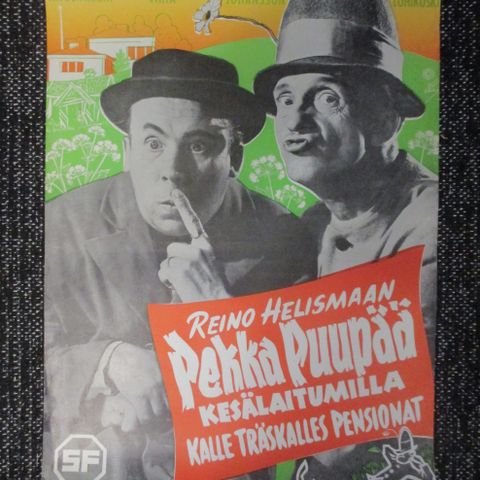 REINO HELISMAAN
Pekka Puupää
KESÄLAITUMILLA
KALLE TRÄSKALLES PENSIONAT
SF